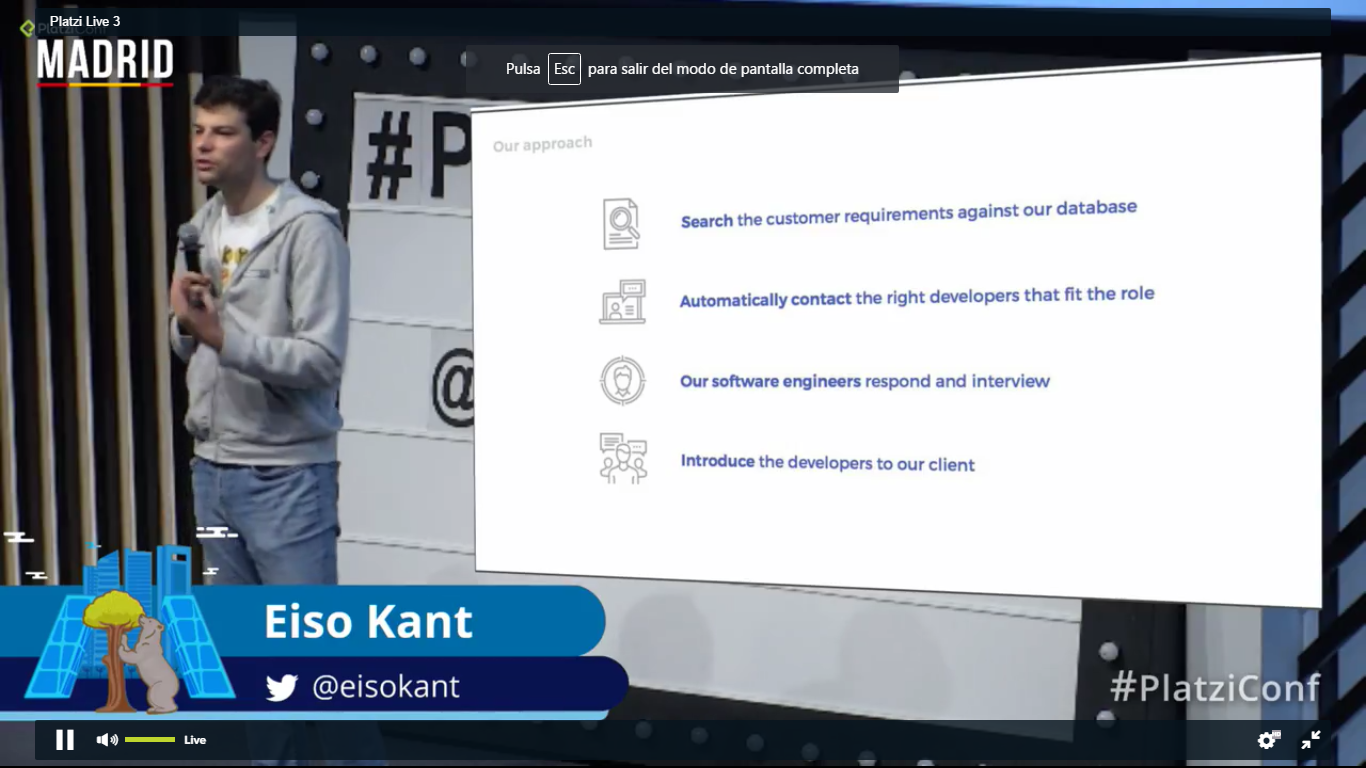 Platzi Live 3
PlatziConf
MADRID
Pulsa Esc para salir del modo de pantalla completa
#P
@
Our approach
Search the customer requirements against our database
Automatically contact the right developers that fit the role
Our software engineers respond and interview
Introduce the developers to our client
Eiso Kant
@eisokant
#PlatziConf
Live